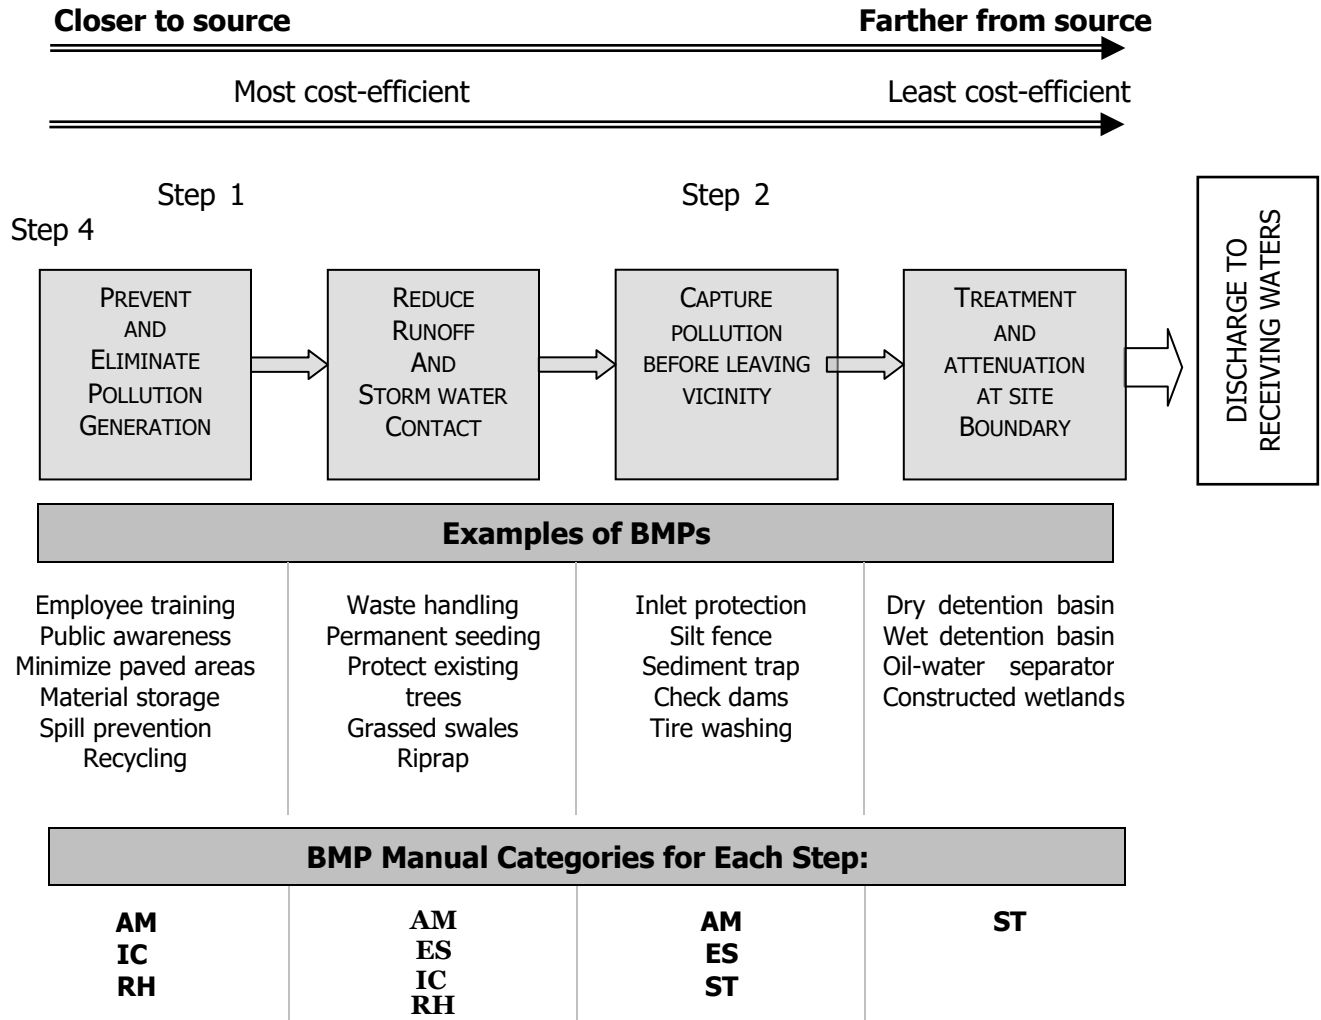 Closer to source
Farther from source
Most cost-efficient
Least cost-efficient
Step 1
Step 2
Step 4
PREVENT
AND
ELIMINATE
POLLUTION
GENERATION
REDUCE
RUNOFF
AND
STORM WATER
CONTACT
CAPTURE
POLLUTION
BEFORE LEAVING
VICINITY
TREATMENT
AND
ATTENUATION
AT SITE
BOUNDARY
DISCHARGE TO
RECEIVING WATERS
Examples of BMPs
Employee training
Public awareness
Minimize paved areas
Material storage
Spill prevention
Recycling
Waste handling
Permanent seeding
Protect existing
trees
Grassed swales
Riprap
Inlet protection
Silt fence
Sediment trap
Check dams
Tire washing
Dry detention basin
Wet detention basin
Oil-water separator
Constructed wetlands
BMP Manual Categories for Each Step:
AM
IC
RH
AM
ES
IC
RH
AM
ES
ST
ST